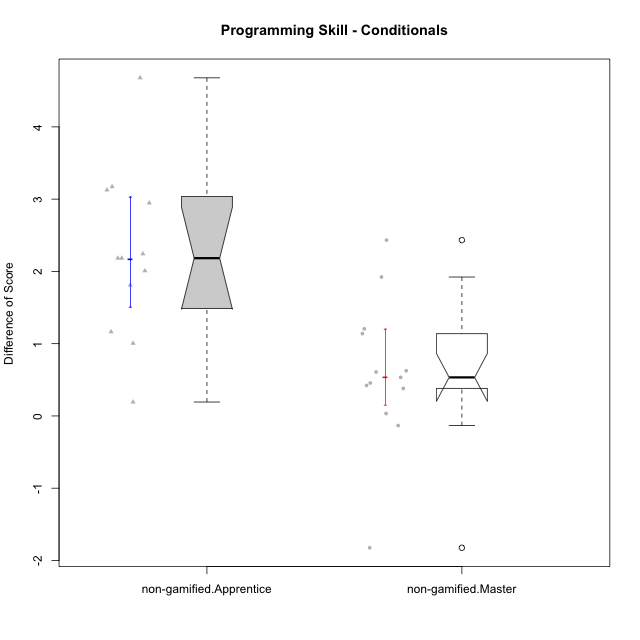 Programming Skill - Conditionals
Difference of Score
4
3
2
1
0
-1
-2
non-gamified.Apprentice
non-gamified.Master